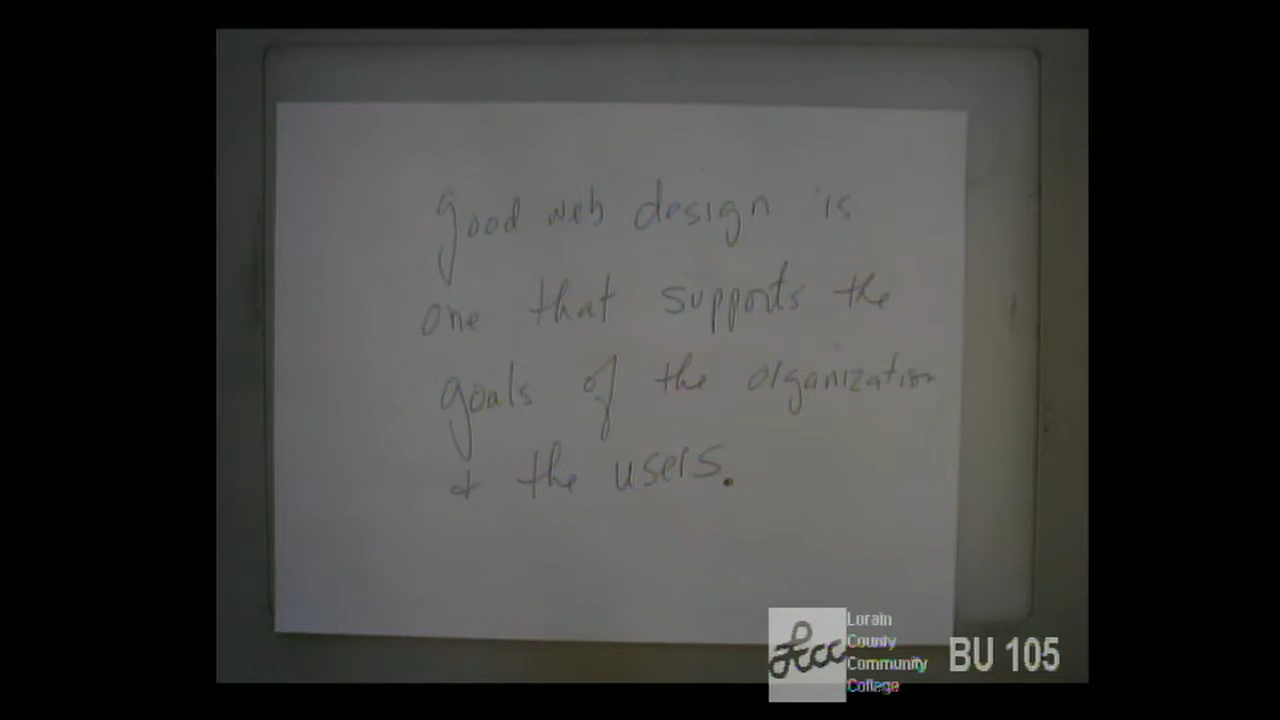 good web design is
one that supports the
goals of the organization
+ the users.
lccc
Lorain
County
Community
College
BU 105